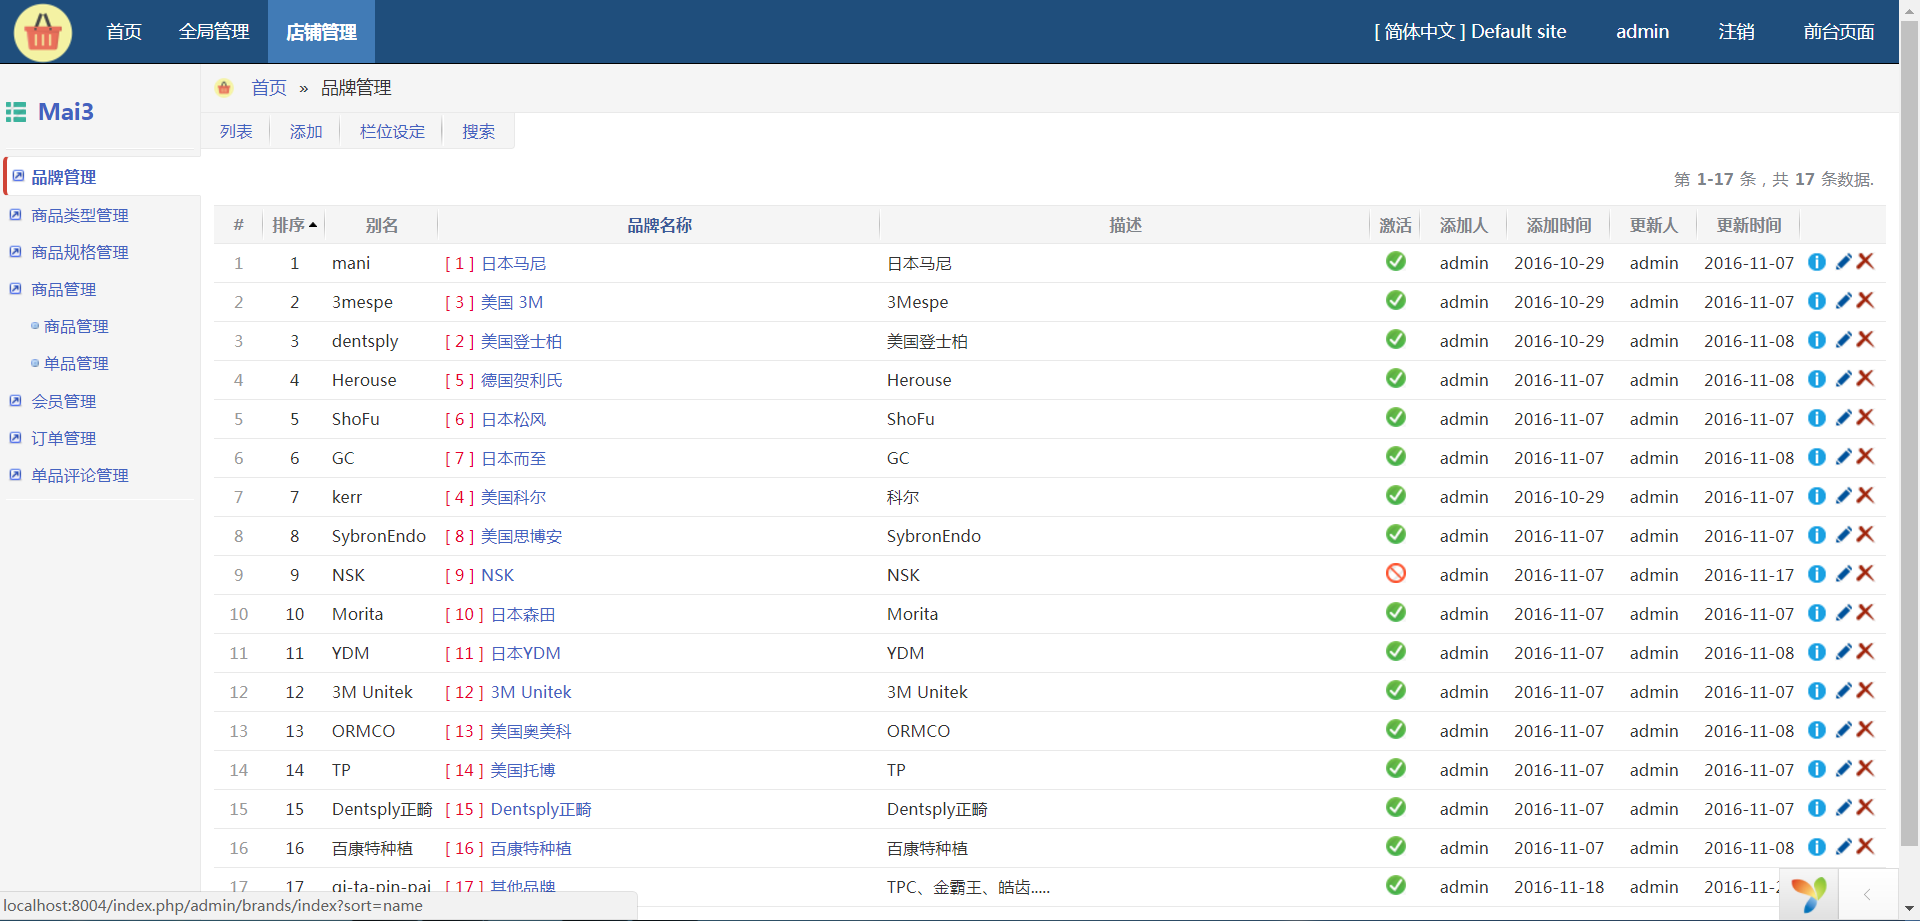 首页 全局管理 店铺管理 [ 简体中文 ] Default site admin 注销 前台页面
Mai3
品牌管理
商品类型管理
商品规格管理
商品管理
商品管理
单品管理
会员管理
订单管理
单品评论管理
首页 » 品牌管理
列表 添加 栏位设定 搜索
第 1-17 条，共 17 条数据.
# 排序 别名 品牌名称 描述 激活 添加人 添加时间 更新人 更新时间
1 1 mani [ 1 ] 日本马尼 日本马尼 admin 2016-10-29 admin 2016-11-07
2 2 3mespe [ 3 ] 美国 3M 3Mespe admin 2016-10-29 admin 2016-11-07
3 3 dentsply [ 2 ] 美国登士柏 美国登士柏 admin 2016-10-29 admin 2016-11-08
4 4 Herouse [ 5 ] 德国贺利氏 Herouse admin 2016-11-07 admin 2016-11-08
5 5 ShoFu [ 6 ] 日本松风 ShoFu admin 2016-11-07 admin 2016-11-07
6 6 GC [ 7 ] 日本而至 GC admin 2016-11-07 admin 2016-11-08
7 7 kerr [ 4 ] 美国科尔 科尔 admin 2016-10-29 admin 2016-11-07
8 8 SybronEndo [ 8 ] 美国思博安 SybronEndo admin 2016-11-07 admin 2016-11-07
9 9 NSK [ 9 ] NSK NSK admin 2016-11-07 admin 2016-11-17
10 10 Morita [ 10 ] 日本森田 Morita admin 2016-11-07 admin 2016-11-07
11 11 YDM [ 11 ] 日本YDM YDM admin 2016-11-07 admin 2016-11-08
12 12 3M Unitek [ 12 ] 3M Unitek 3M Unitek admin 2016-11-07 admin 2016-11-07
13 13 ORMCO [ 13 ] 美国奥美科 ORMCO admin 2016-11-07 admin 2016-11-08
14 14 TP [ 14 ] 美国托博 TP admin 2016-11-07 admin 2016-11-07
15 15 Dentsply正畸 [ 15 ] Dentsply正畸 Dentsply正畸 admin 2016-11-07 admin 2016-11-07
16 16 百康特种植 [ 16 ] 百康特种植 百康特种植 admin 2016-11-07 admin 2016-11-08
17 17 qi-ta-pin-pai [ 17 ] 其他品牌 TPC、金霸王、皓齿..... admin 2016-11-18 admin
localhost:8004/index.php/admin/brands/index?sort=name